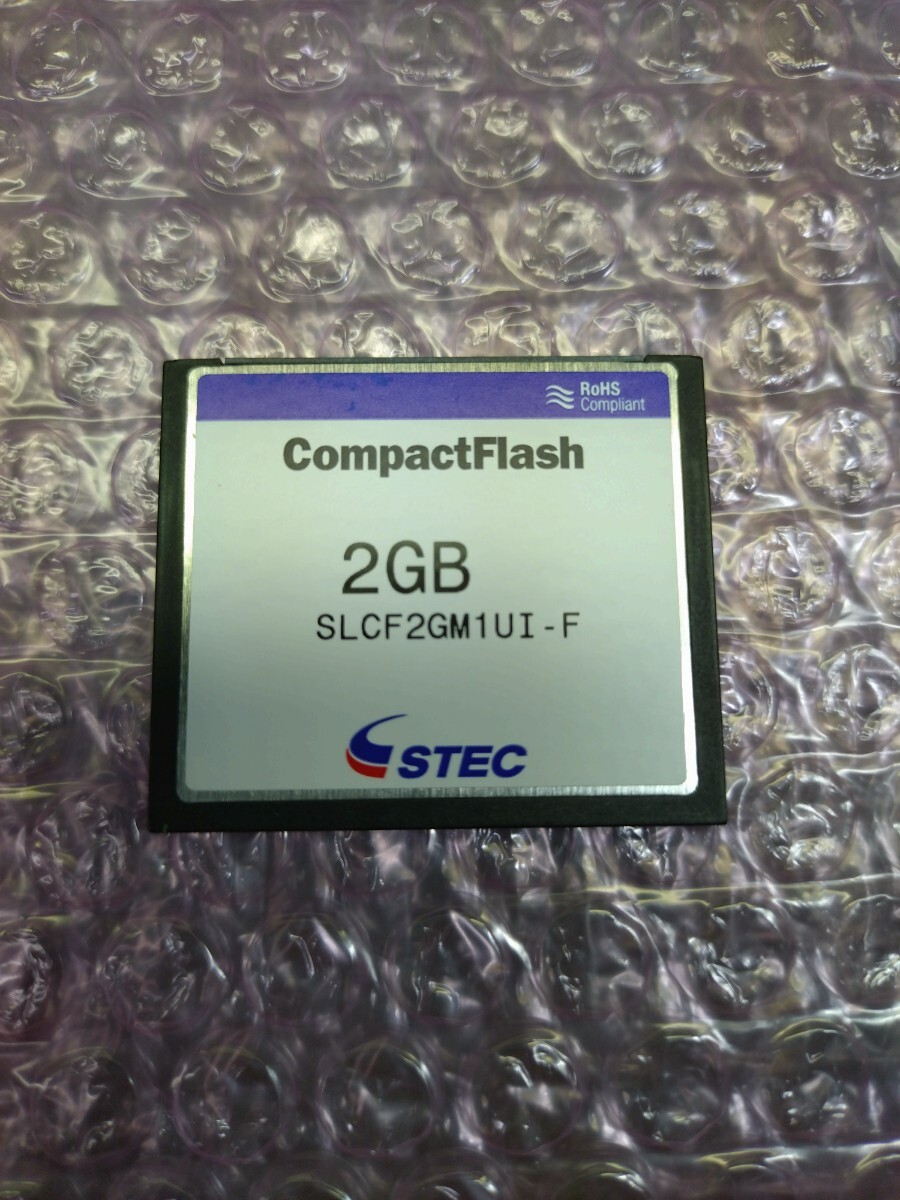 RoHS
Compliant
CompactFlash
2GB
SLCF2GM1UI-F
STEC